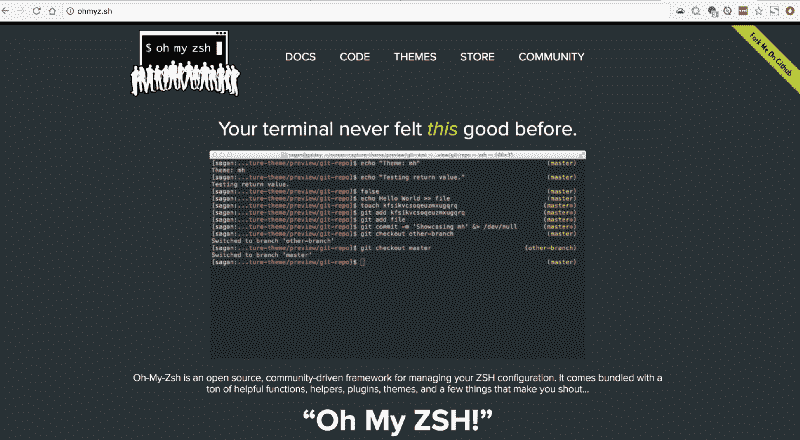 ohmyz.sh
$ oh my zsh
DOCS CODE THEMES STORE COMMUNITY
Fork Me On Github
Your terminal never felt this good before.
[sagan:...ture-theme/preview/git-repo]$ echo "Theme: mh" (master)
Theme: mh
[sagan:...ture-theme/preview/git-repo]$ echo "Testing return value." (master)
Testing return value.
[sagan:...ture-theme/preview/git-repo]$ false (master)
[sagan:...ture-theme/preview/git-repo]$ echo Hello World >> file (master)
[sagan:...ture-theme/preview/git-repo]$ touch (master)
[sagan:...ture-theme/preview/git-repo]$ git add (master)
[sagan:...ture-theme/preview/git-repo]$ git add file (master)
[sagan:...ture-theme/preview/git-repo]$ git commit -m 'Showcasing mh' &> /dev/null (master)
[sagan:...ture-theme/preview/git-repo]$ git checkout other-branch (master)
Switched to branch 'other-branch'
[sagan:...ture-theme/preview/git-repo]$ git checkout master (other-branch)
Switched to branch 'master'
[sagan:...ture-theme/preview/git-repo]$ (master)
Oh-My-Zsh is an open source, community-driven framework for managing your ZSH configuration. It comes bundled with a
ton of helpful functions, helpers, plugins, themes, and a few things that make you shout...
“Oh My ZSH!”